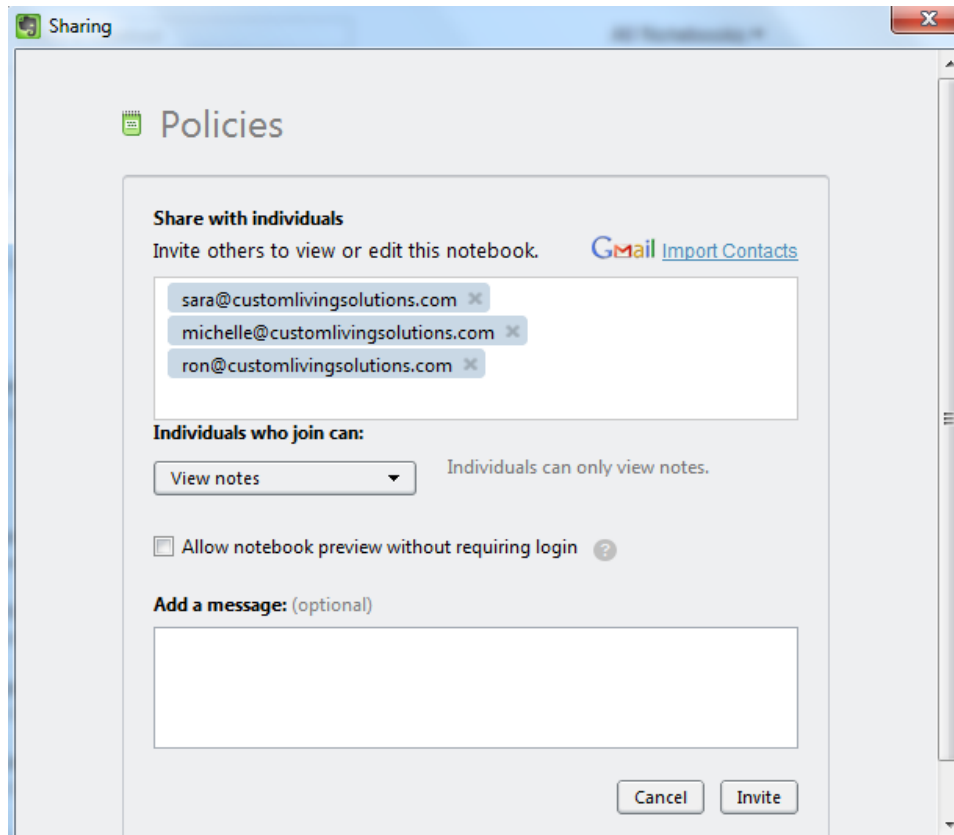 Sharing
Policies
Share with individuals
Invite others to view or edit this notebook. Gmail Import Contacts
sara@customlivingsolutions.com
michelle@customlivingsolutions.com
ron@customlivingsolutions.com
Individuals who join can:
View notes Individuals can only view notes.
Allow notebook preview without requiring login ?
Add a message: (optional)
Cancel Invite